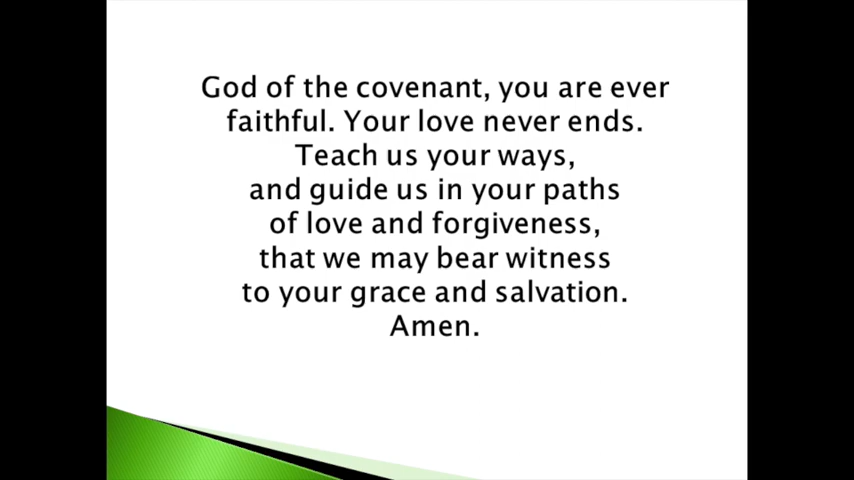 God of the covenant, you are ever
faithful. Your love never ends.
Teach us your ways,
and guide us in your paths
of love and forgiveness,
that we may bear witness
to your grace and salvation.
Amen.